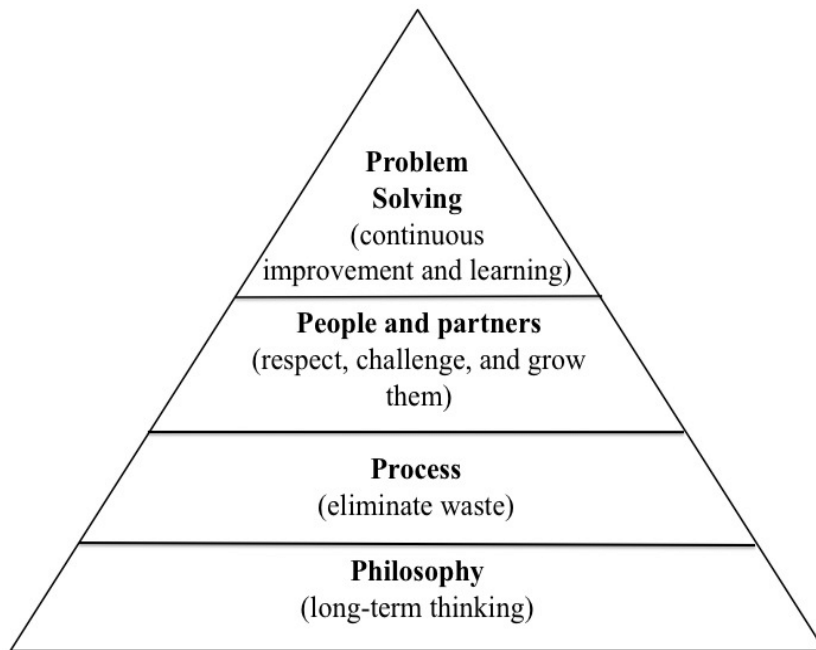 Problem
Solving
(continuous
improvement and learning)
People and partners
(respect, challenge, and grow
them)
Process
(eliminate waste)
Philosophy
(long-term thinking)